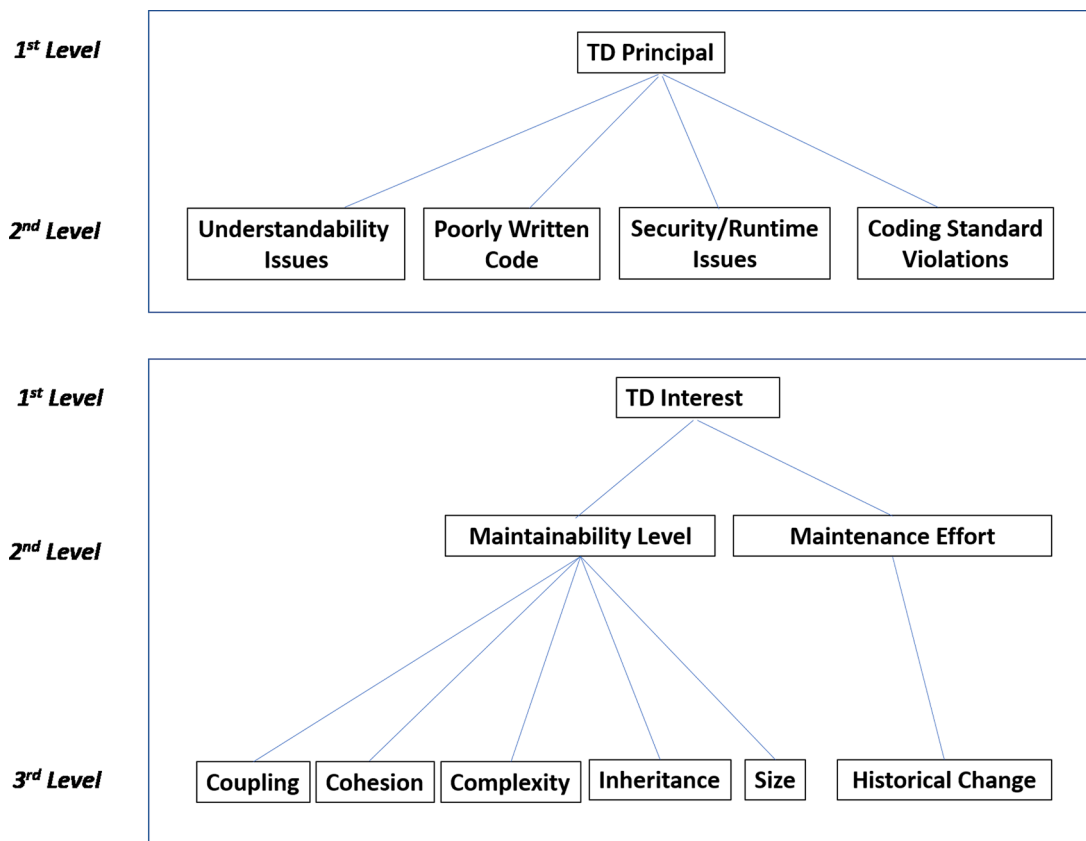 1st Level
TD Principal
2nd Level
Understandability
Issues
Poorly Written
Code
Security/Runtime
Issues
Coding Standard
Violations
1st Level
TD Interest
2nd Level
Maintainability Level
Maintenance Effort
3rd Level
Coupling
Cohesion
Complexity
Inheritance
Size
Historical Change